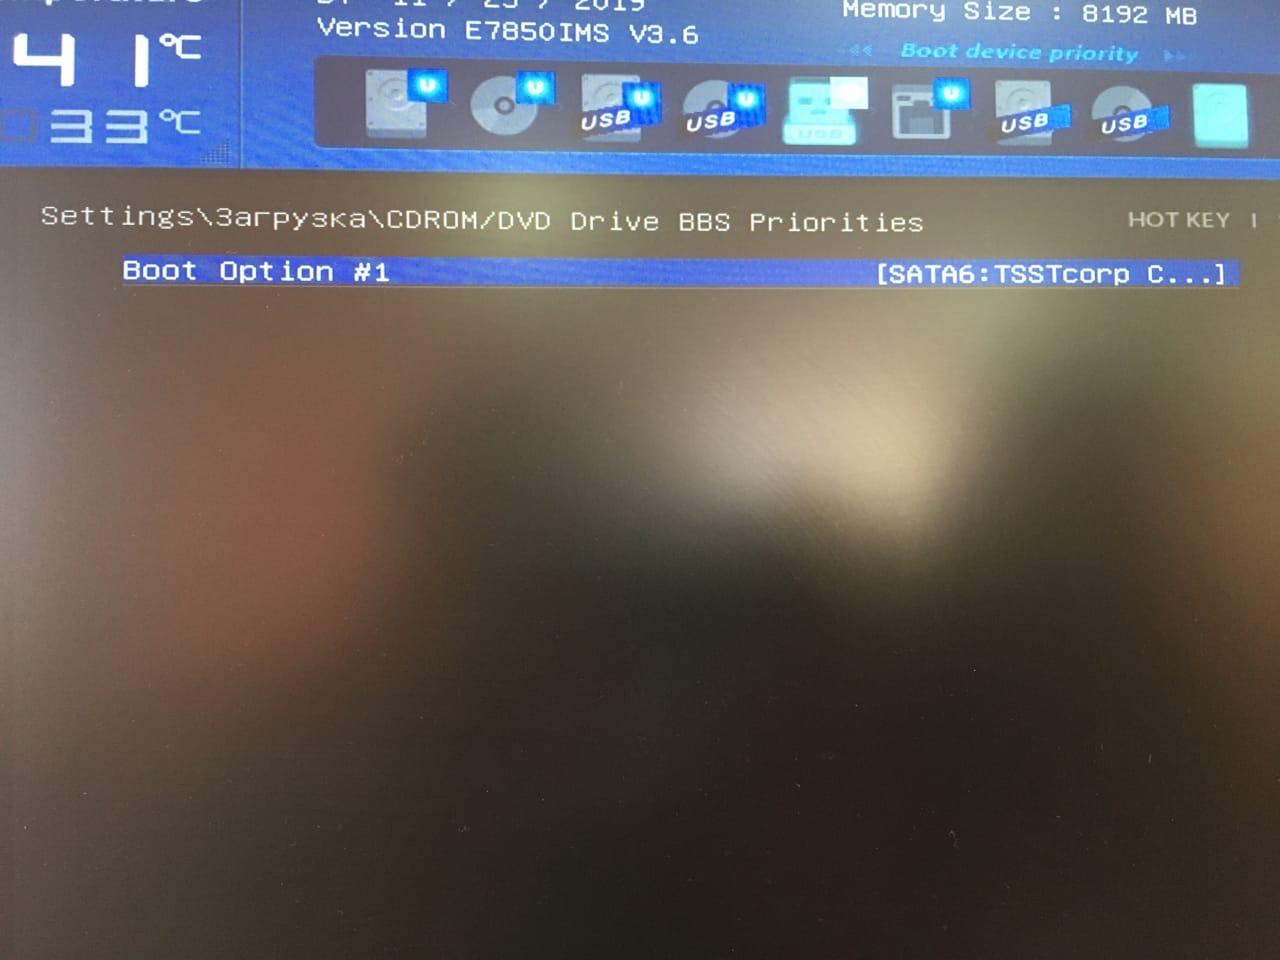 41°C
Version E7850IMS V3.6
Memory Size : 8192 MB
Boot device priority
33°C
U U USB U USB U USB U USB USB
Settings\Загрузка\CDROM/DVD Drive BBS Priorities
HOT KEY
Boot Option #1 [SATA6:TSSTcorp C...]